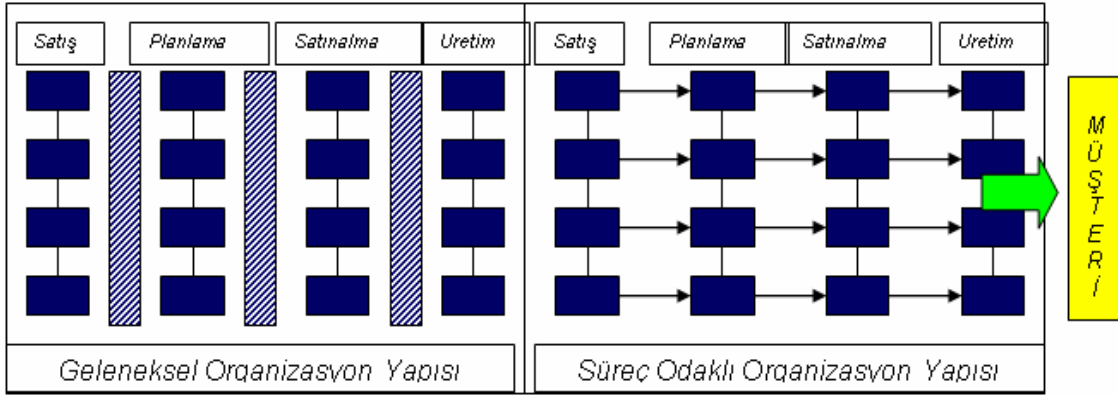 Satış Planlama Satınalma Uretim Satış Planlama Satınalma Uretim
MÜŞTERİ
Geleneksel Organizasyon Yapısı Süreç Odaklı Organizasyon Yapısı